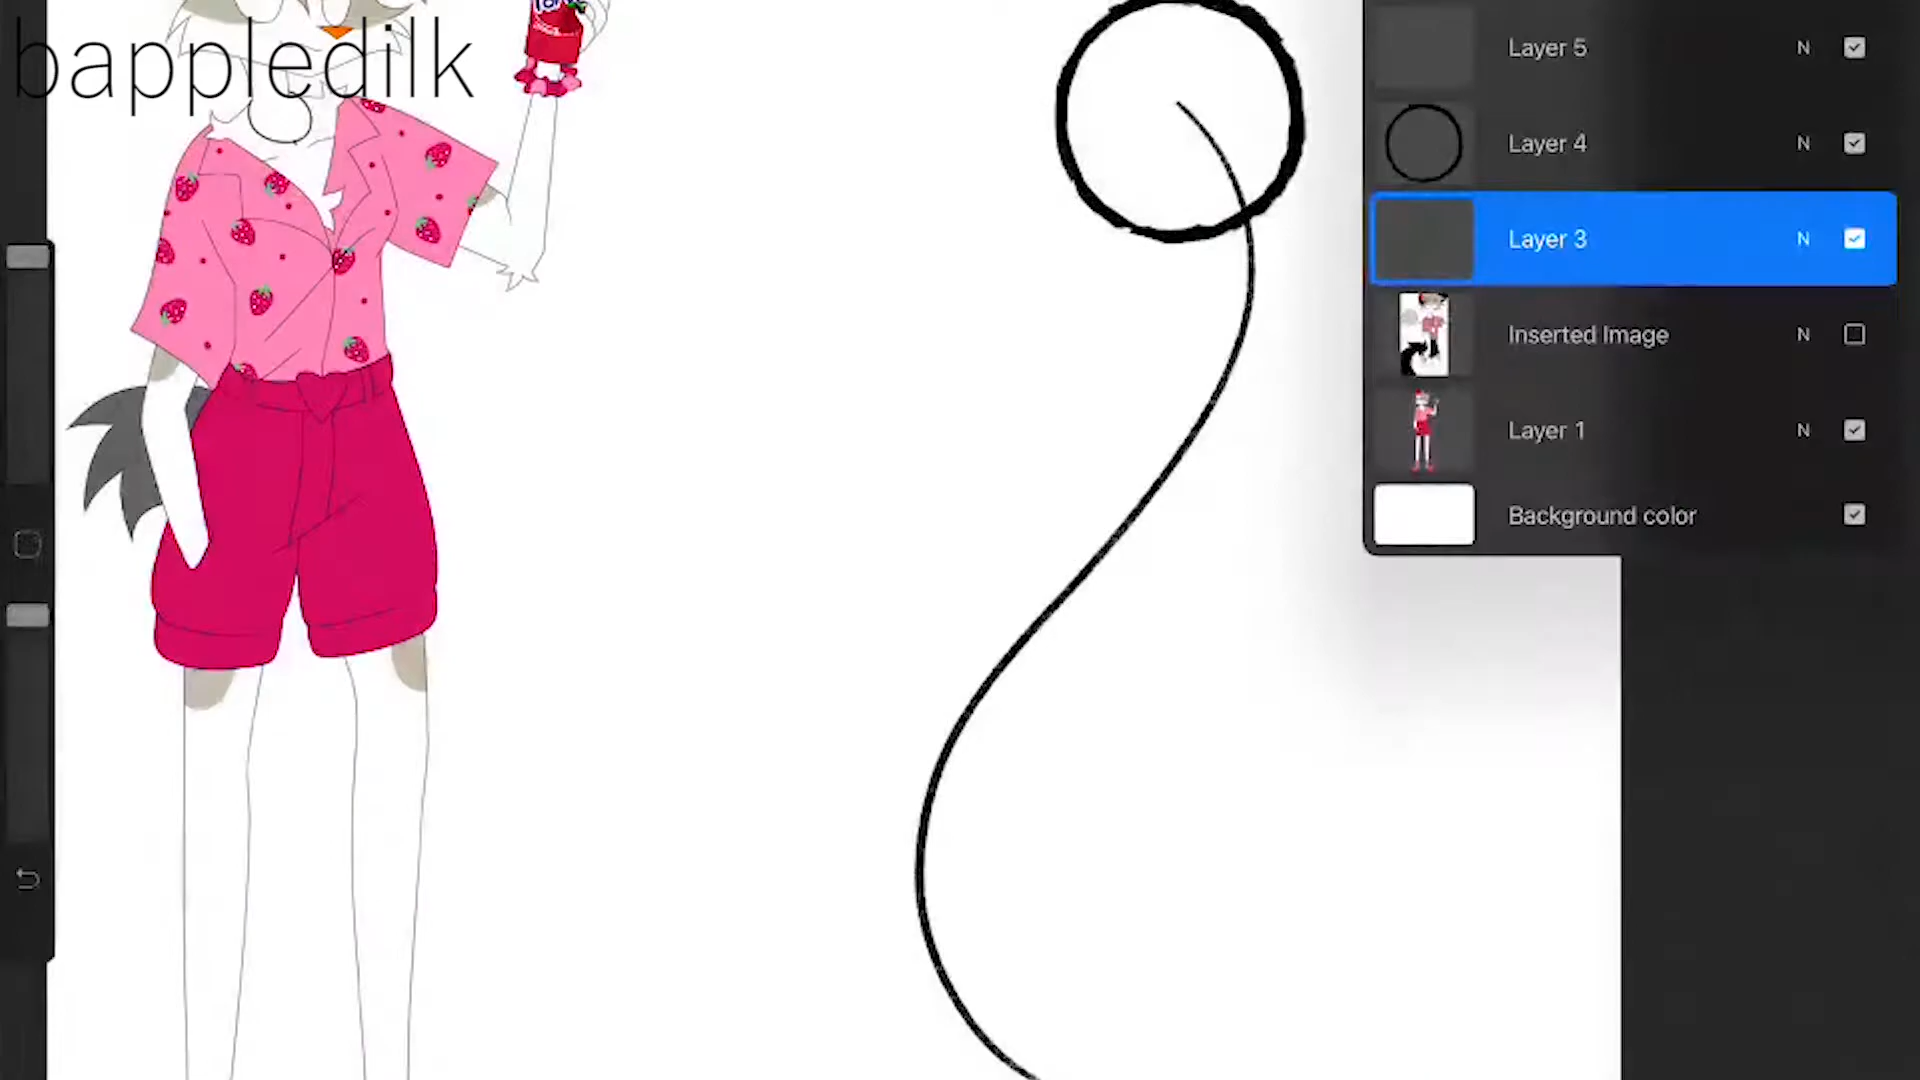 bappledilk
Layer 5 N
Layer 4 N
Layer 3 N
Inserted Image N
Layer 1 N
Background color